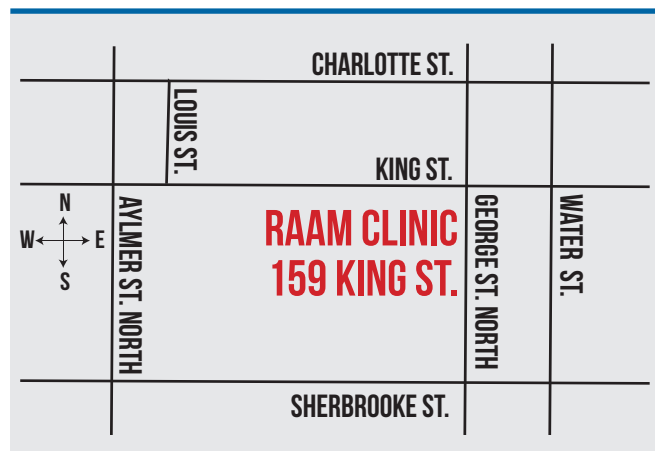 CHARLOTTE ST.
LOUIS ST.
KING ST.
N
W E
S
AYLMER ST. NORTH
RAAM CLINIC
159 KING ST.
GEORGE ST. NORTH
WATER ST.
SHERBROOKE ST.